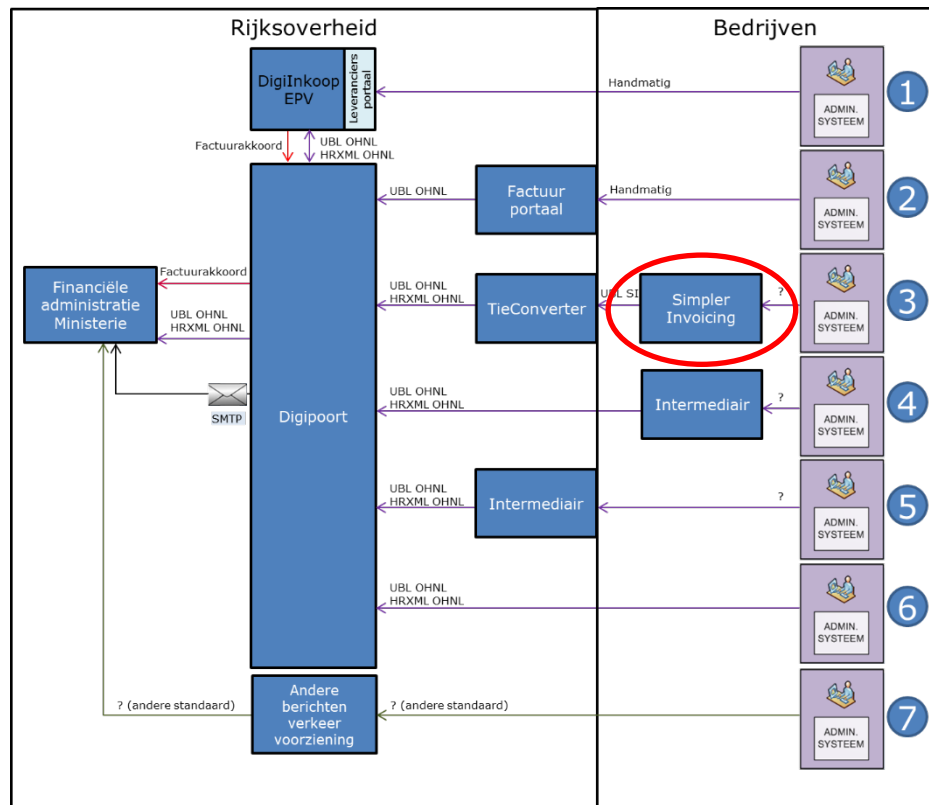 Rijksoverheid
Bedrijven
DigiInkoop
EPV
Leveranciers
portaal
Handmatig
ADMIN.
SYSTEEM
1
Factuurakkoord
UBL OHNL
HRXML OHNL
UBL OHNL
Factuur
portaal
Handmatig
ADMIN.
SYSTEEM
2
Financiële
administratie
Ministerie
Factuurakkoord
UBL OHNL
HRXML OHNL
SMTP
Digipoort
UBL OHNL
HRXML OHNL
TieConverter
UBL SI
Simpler
Invoicing
?
ADMIN.
SYSTEEM
3
UBL OHNL
HRXML OHNL
Intermediair
?
ADMIN.
SYSTEEM
4
UBL OHNL
HRXML OHNL
Intermediair
?
ADMIN.
SYSTEEM
5
UBL OHNL
HRXML OHNL
ADMIN.
SYSTEEM
6
? (andere standaard)
Andere
berichten
verkeer
voorziening
? (andere standaard)
ADMIN.
SYSTEEM
7